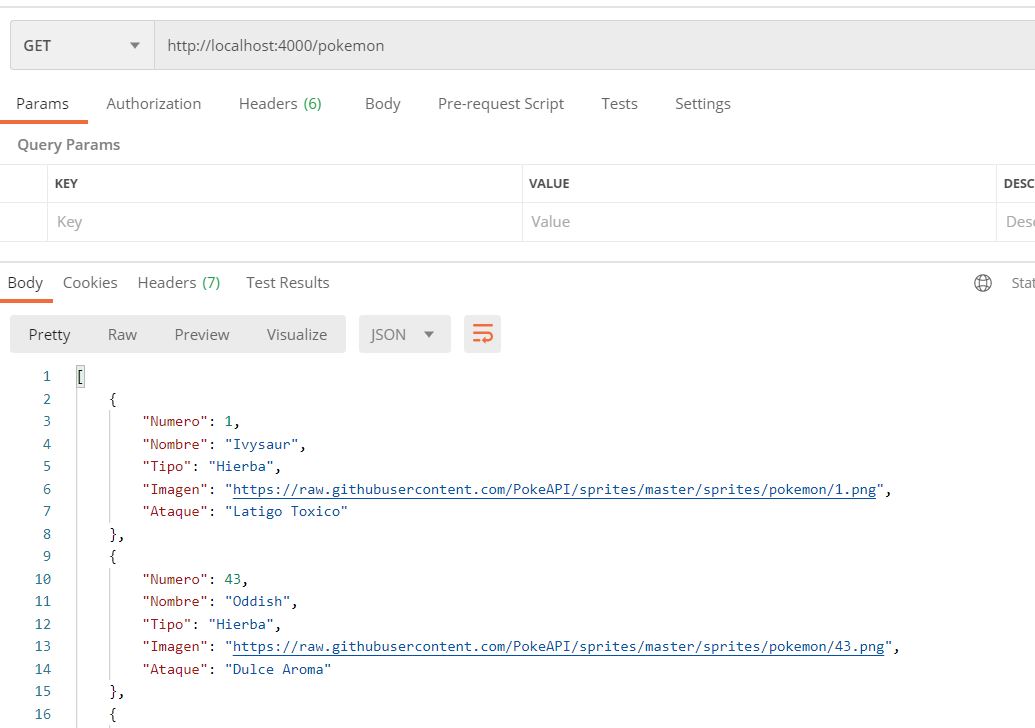 GET http://localhost:4000/pokemon
Params Authorization Headers (6) Body Pre-request Script Tests Settings
Query Params
KEY VALUE DESC
Key Value Desc
Body Cookies Headers (7) Test Results Stat
Pretty Raw Preview Visualize JSON
1 [
2 {
3 "Numero": 1,
4 "Nombre": "Ivysaur",
5 "Tipo": "Hierba",
6 "Imagen": "https://raw.githubusercontent.com/PokeAPI/sprites/master/sprites/pokemon/1.png",
7 "Ataque": "Latigo Toxico"
8 },
9 {
10 "Numero": 43,
11 "Nombre": "Oddish",
12 "Tipo": "Hierba",
13 "Imagen": "https://raw.githubusercontent.com/PokeAPI/sprites/master/sprites/pokemon/43.png",
14 "Ataque": "Dulce Aroma"
15 },
16 {